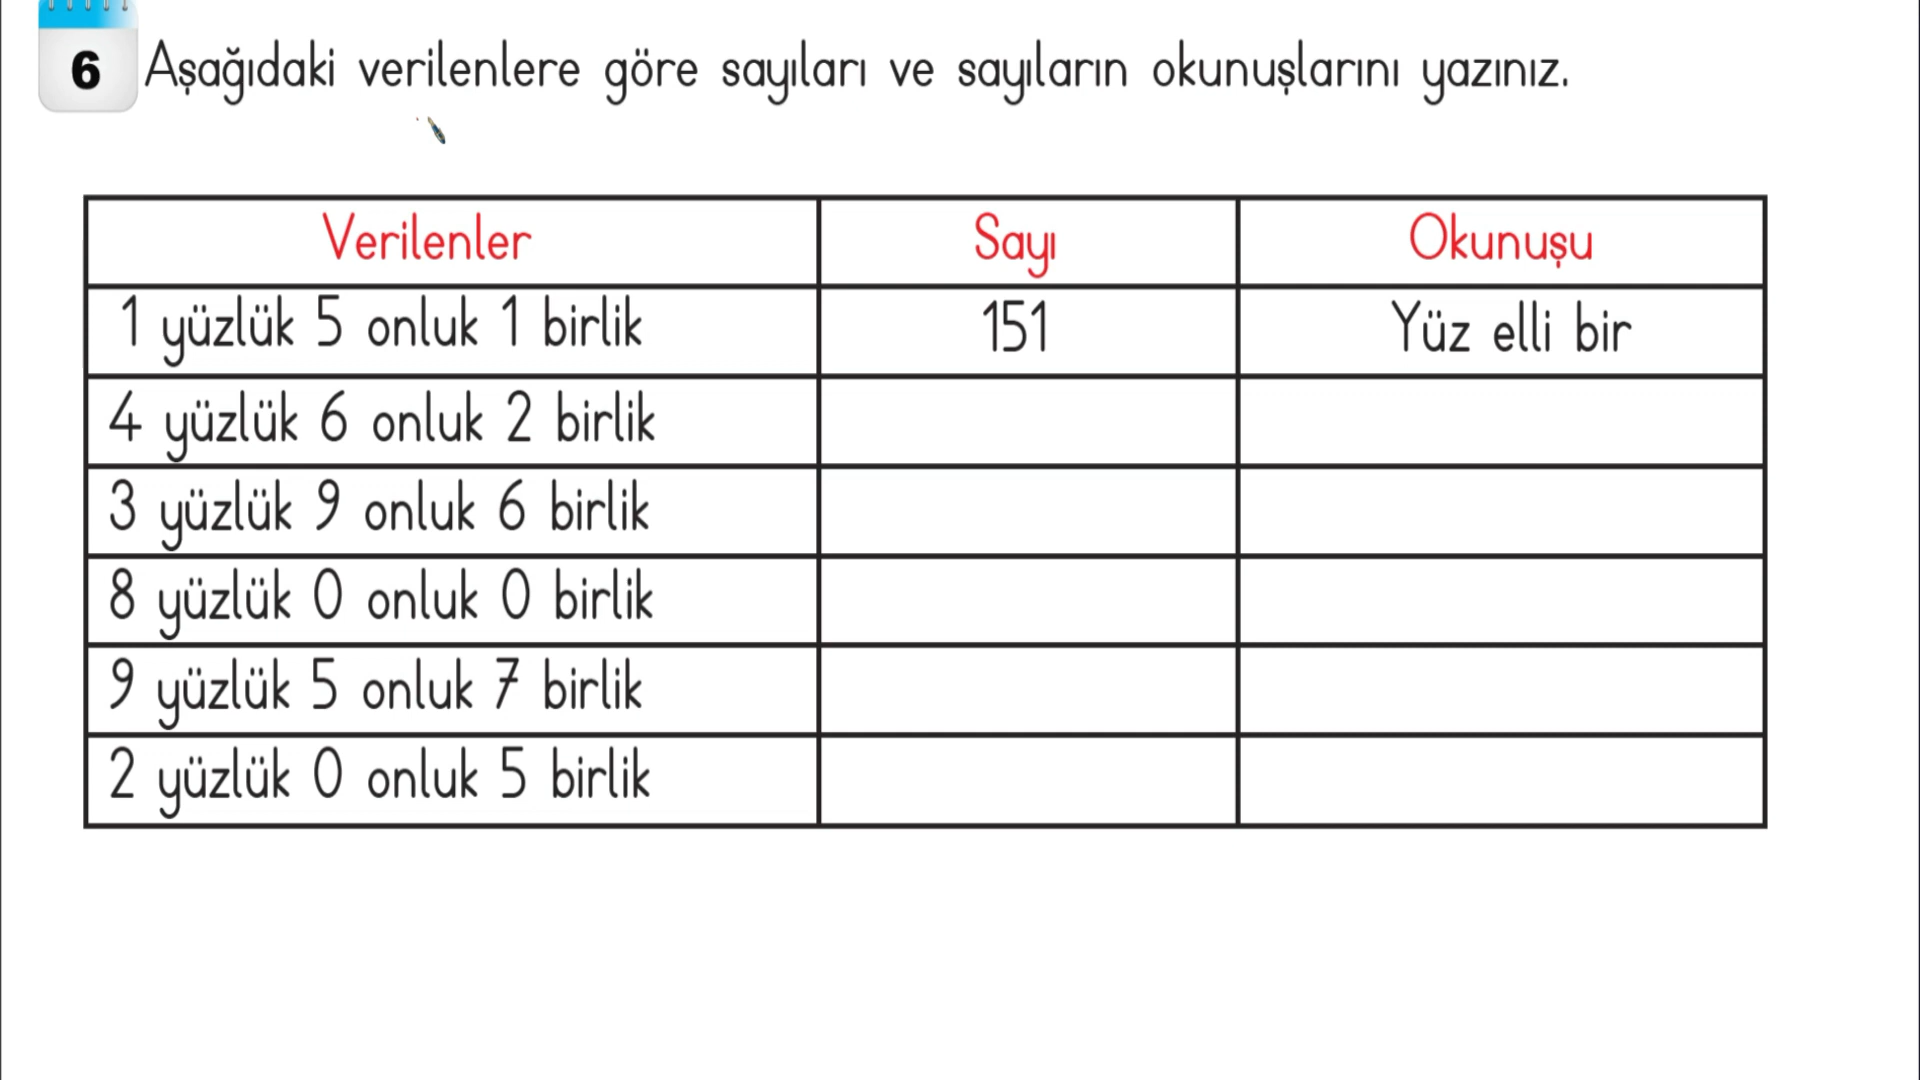 6 Aşağıdaki verilenlere göre sayıları ve sayıların okunuşlarını yazınız.
Verilenler Sayı Okunuşu
1 yüzlük 5 onluk 1 birlik 151 Yüz elli bir
4 yüzlük 6 onluk 2 birlik
3 yüzlük 9 onluk 6 birlik
8 yüzlük 0 onluk 0 birlik
9 yüzlük 5 onluk 7 birlik
2 yüzlük 0 onluk 5 birlik